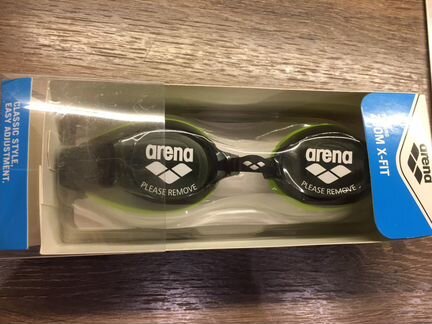 CLASSIC STYLE
EASY ADJUSTMENT.
arena
PLEASE REMOVE
arena
PLEASE REMOVE
arena
OM X-FIT